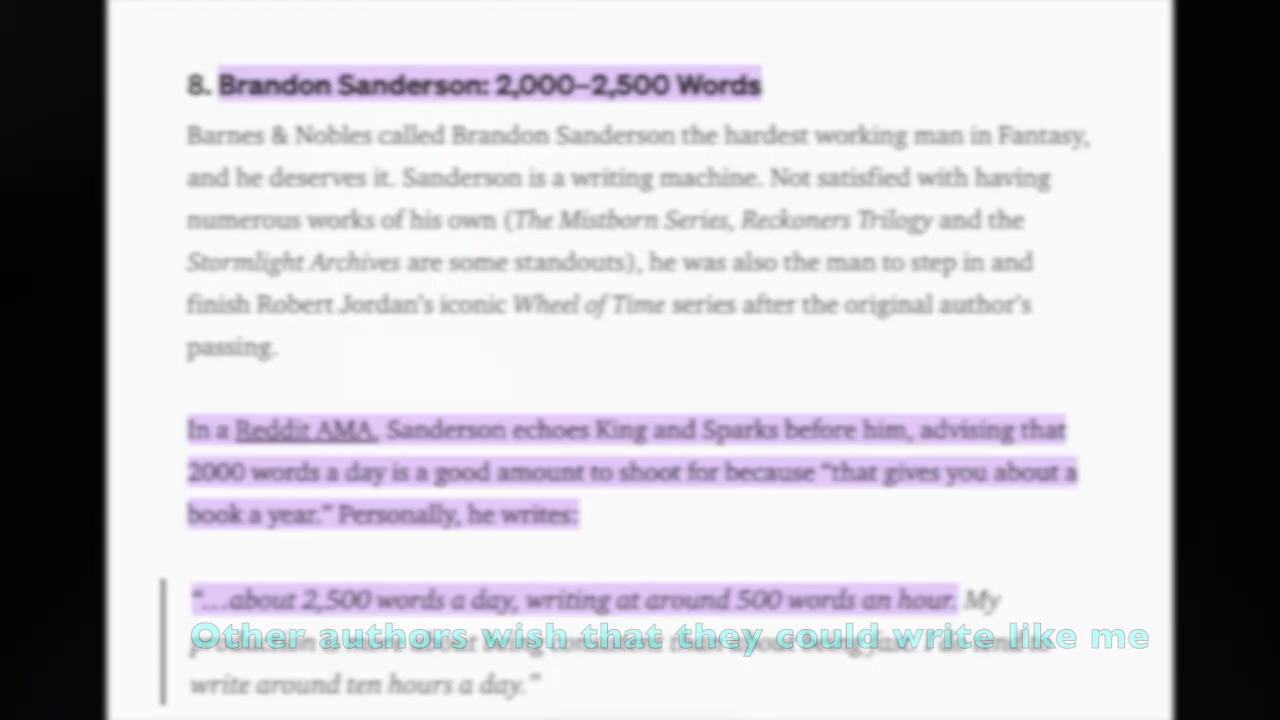 8. Brandon Sanderson: 2,000–2,500 Words
Barnes & Nobles called Brandon Sanderson the hardest working man in Fantasy,
and he deserves it. Sanderson is a writing machine. Not satisfied with having
numerous works of his own (The Mistborn Series, Reckoners Trilogy and the
Stormlight Archives are some standouts), he was also the man to step in and
finish Robert Jordan's iconic Wheel of Time series after the original author's
passing.
In a Reddit AMA, Sanderson echoes King and Sparks before him, advising that
2000 words a day is a good amount to shoot for because “that gives you about a
book a year.” Personally, he writes:
“…about 2,500 words a day, writing at around 500 words an hour. My
Other authors wish that they could write like me
write around ten hours a day.”